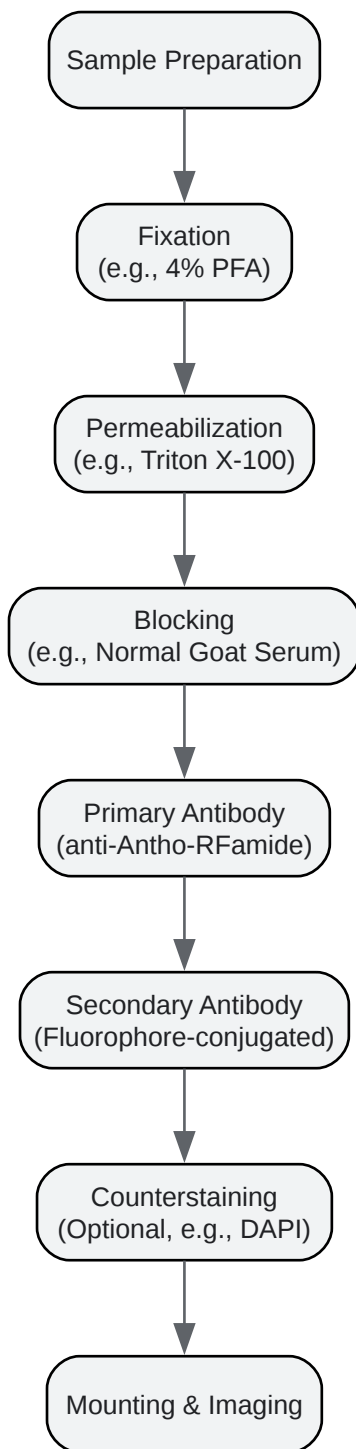 Sample Preparation
Fixation
(e.g., 4% PFA)
Permeabilization
(e.g., Triton X-100)
Blocking
(e.g., Normal Goat Serum)
Primary Antibody
(anti-Antho-RFamide)
Secondary Antibody
(Fluorophore-conjugated)
Counterstaining
(Optional, e.g., DAPI)
Mounting & Imaging